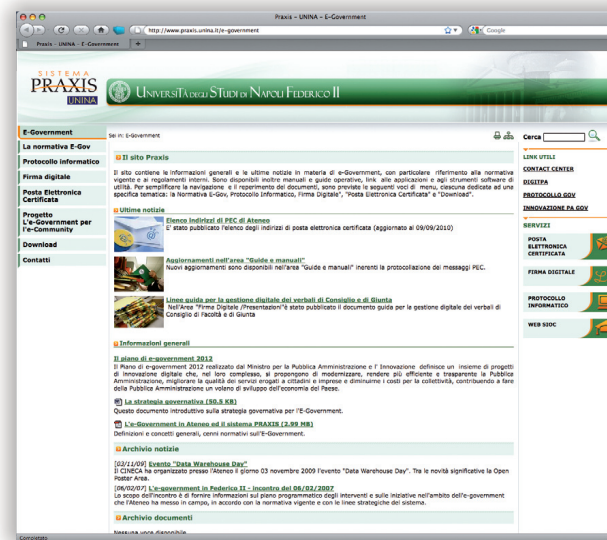 Praxis - UNINA - E-Government
http://www.praxis.unina.it/e-government
Google
Praxis - UNINA - E-Government
SISTEMA
PRAXIS
UNINA
UNIVERSITÀ DEGLI STUDI DI NAPOLI FEDERICO II
E-Government
La normativa E-Gov
Protocollo informatico
Firma digitale
Posta Elettronica
Certificata
Progetto
L'e-Government per
l'e-Community
Download
Contatti
Sei in: E-Government
Il sito Praxis
Il sito contiene le informazioni generali e le ultime notizie in materia di e-Government, con particolare riferimento alla normativa
vigente e ai regolamenti interni. Sono disponibili inoltre manuali e guide operative, link alle applicazioni e agli strumenti software di
utilità. Per semplificare la navigazione e il reperimento dei documenti, sono previste le seguenti voci di menu, ciascuna dedicata ad una
specifica tematica: la Normativa E-Gov, Protocollo Informatico, Firma Digitale", "Posta Elettronica Certificata" e "Download".
Ultime notizie
Elenco indirizzi di PEC di Ateneo
E' stato pubblicato l'elenco degli indirizzi di posta elettronica certificata (aggiornato al 09/09/2010)
Aggiornamenti nell'area "Guide e manuali"
Nuovi aggiornamenti sono disponibili nell'area "Guide e manuali" inerenti la protocollazione dei messaggi PEC.
Linee guida per la gestione digitale dei verbali di Consiglio e di Giunta
Nell'Area "Firma Digitale /Presentazioni"è stato pubblicato il documento guida per la gestione digitale dei verbali di
Consiglio di Facoltà e di Giunta
Informazioni generali
Il piano di e-government 2012
Il Piano di e-Government 2012 realizzato dal Ministro per la Pubblica Amministrazione e l' Innovazione definisce un insieme di progetti
di innovazione digitale che, nel loro complesso, si propongono di modernizzare, rendere più efficiente e trasparente la Pubblica
Amministrazione, migliorare la qualità dei servizi erogati a cittadini e imprese e diminuirne i costi per la collettività, contribuendo a fare
della Pubblica Amministrazione un volano di sviluppo dell'economia del Paese.
La strategia governativa (50.5 KB)
Questo documento introduttivo sulla strategia governativa per l'E-Government.
L'e-Government in Ateneo ed il sistema PRAXIS (2.99 MB)
Definizioni e concetti generali, cenni normativi sull'E-Government.
Archivio notizie
[03/11/09] Evento "Data Warehouse Day"
Il CINECA ha organizzato presso l'Ateneo il giorno 03 novembre 2009 l'evento "Data Warehouse Day". Tra le novità significative la Open
Poster Area.
[06/02/07] L'e-government in Federico II - incontro del 06/02/2007
Lo scopo dell'incontro è di fornire informazioni sul piano programmatico degli interventi e sulle iniziative nell'ambito dell'e-government
che l'Ateneo ha messo in campo, in accordo con la normativa vigente e con le linee strategiche del sistema.
Archivio documenti
Nessuna voce disponibile
Cerca
LINK UTILI
CONTACT CENTER
DIGITPA
PROTOCOLLO GOV
INNOVAZIONE PA GOV
SERVIZI
POSTA
ELETTRONICA
CERTIFICATA
FIRMA DIGITALE
PROTOCOLLO
INFORMATICO
WEB SIOC
Completato